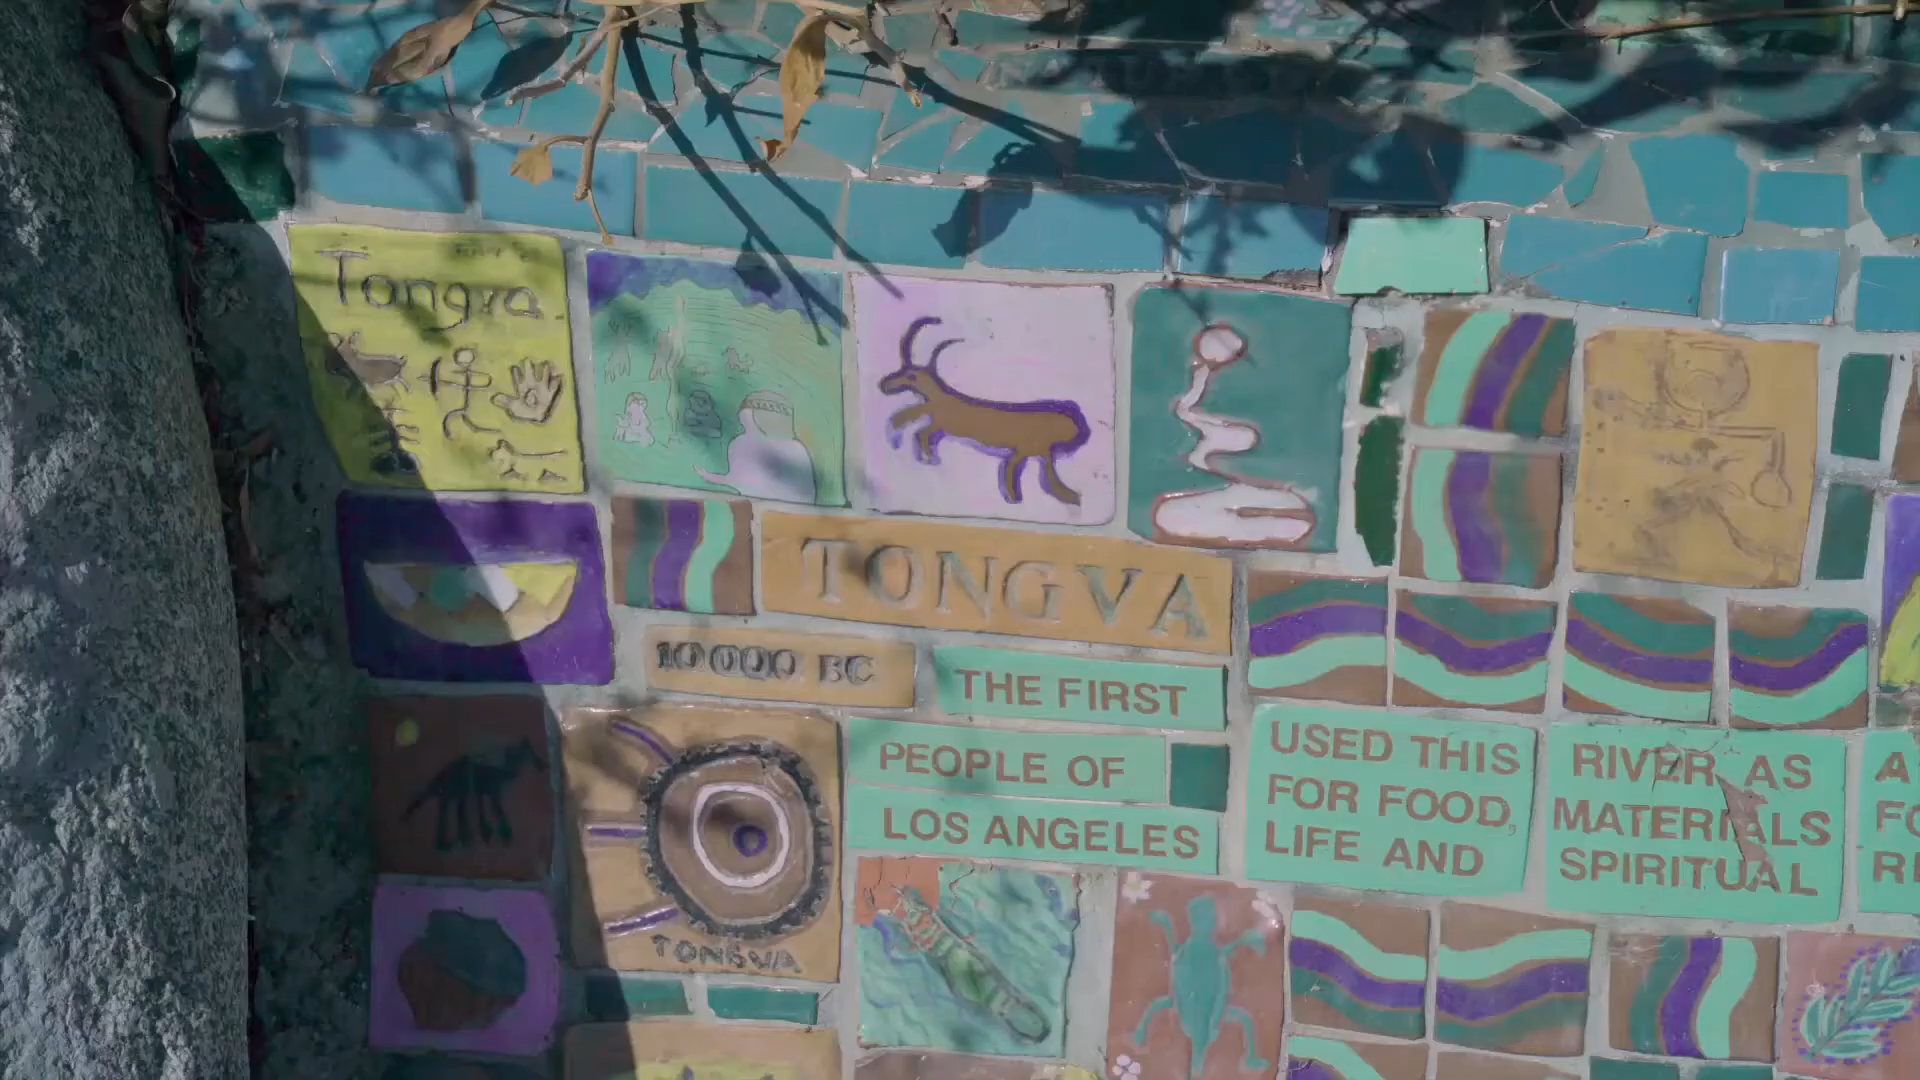 Tongva
TONGVA
10000 BC
THE FIRST
PEOPLE OF
LOS ANGELES
USED THIS
FOR FOOD,
LIFE AND
RIVER AS
MATERIALS
SPIRITUAL
TONGVA